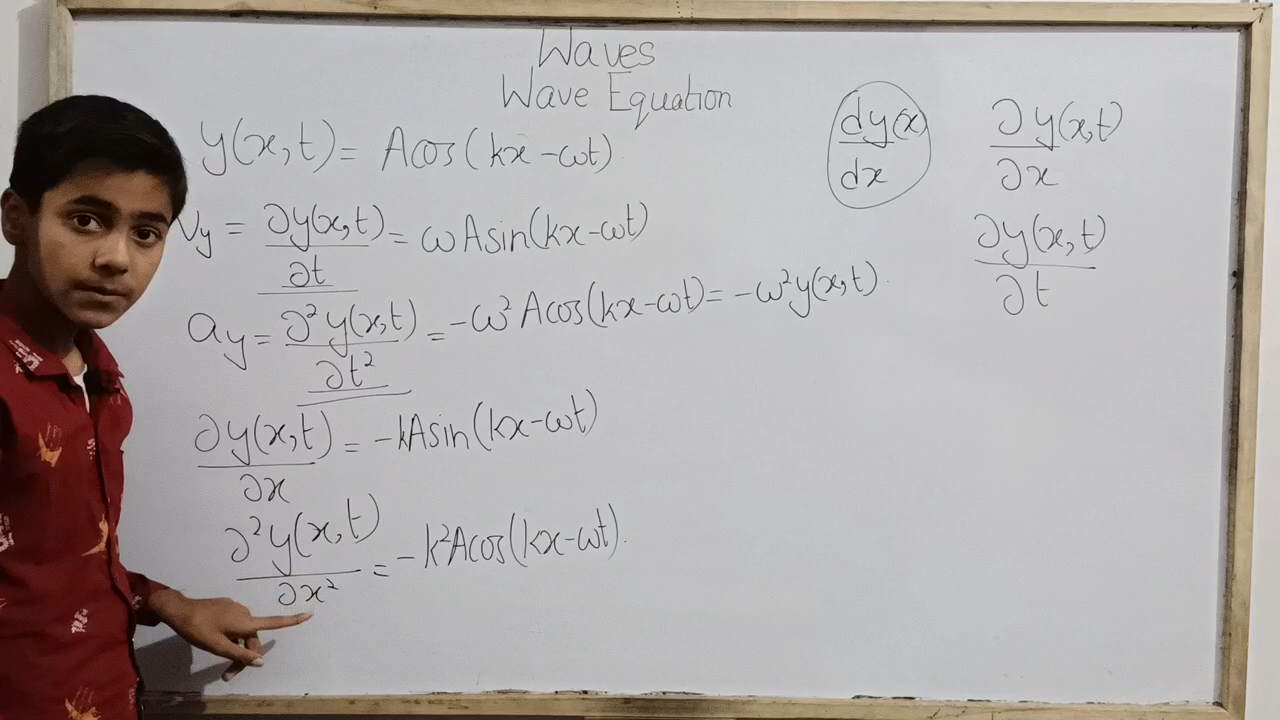 Waves
Wave Equation
y(x,t) = Acos(kx-ωt)
Vy = ∂y(x,t)/∂t = ωAsin(kx-ωt)
ay = ∂²y(x,t)/∂t² = -ω²Acos(kx-ωt) = -ω²y(x,t).
∂y(x,t)/∂x = -kAsin(kx-ωt)
∂²y(x,t)/∂x² = -k²Acos(kx-ωt).
dy(x)/dx
∂y(x,t)/∂x
∂y(x,t)/∂t